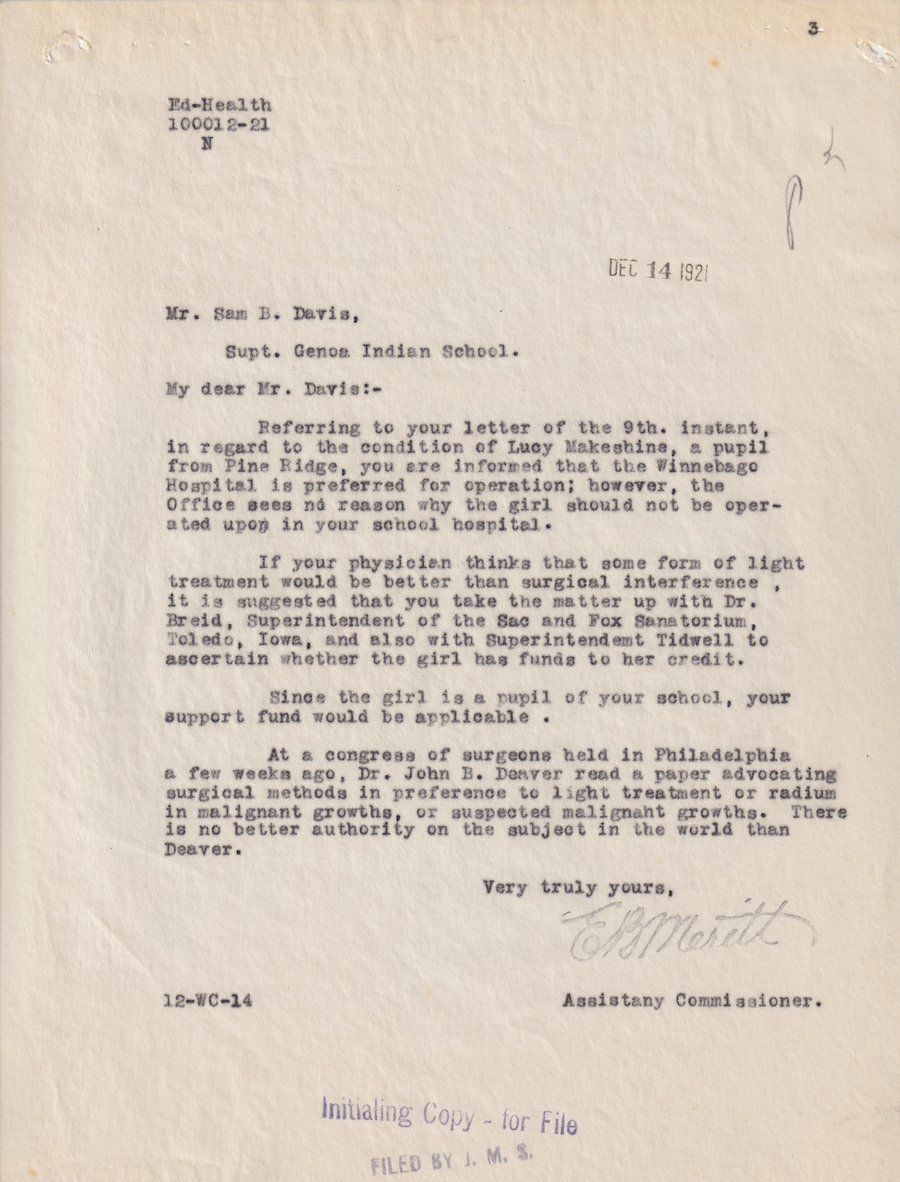 3
Ed-Health
100012-21
N
DEC 14 1921
Mr. Sam B. Davis,
Supt. Genoa Indian School.
My dear Mr. Davis:-
Referring to your letter of the 9th. instant,
in regard to the condition of Lucy Makeshine, a pupil
from Pine Ridge, you are informed that the Winnebago
Hospital is preferred for operation; however, the
Office sees no reason why the girl should not be oper-
ated upon in your school hospital.
If your physician thinks that some form of light
treatment would be better than surgical interference ,
it is suggested that you take the matter up with Dr.
Breid, Superintendent of the Sac and Fox Sanatorium,
Toledo, Iowa, and also with Superintendemt Tidwell to
ascertain whether the girl has funds to her credit.
Since the girl is a pupil of your school, your
support fund would be applicable .
At a congress of surgeons held in Philadelphia
a few weeks ago, Dr. John B. Deaver read a paper advocating
surgical methods in preference to light treatment or radium
in malignant growths, or suspected malignant growths. There
is no better authority on the subject in the world than
Deaver.
Very truly yours,
E B Meritt
12-WC-14 Assistany Commissioner.
Initialing Copy - for File
FILED BY J. M. S.